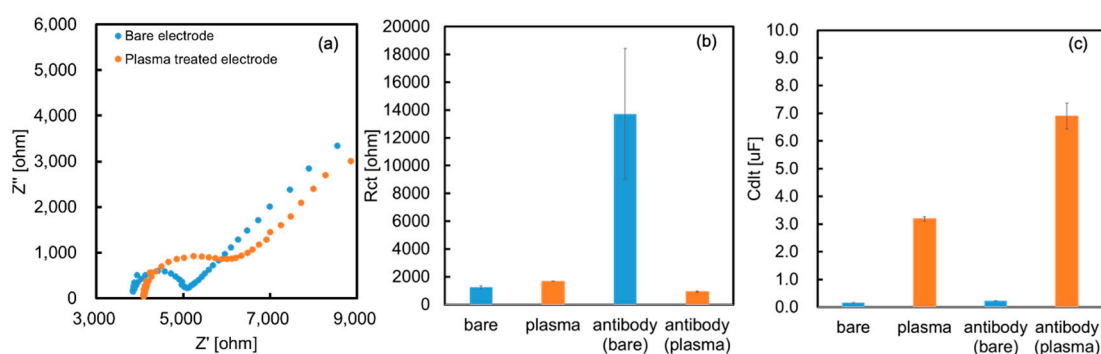 (a)
Bare electrode
Plasma treated electrode
Z'' [ohm]
6,000
5,000
4,000
3,000
2,000
1,000
0
3,000 5,000 7,000 9,000
Z' [ohm]
(b)
Rct [ohm]
20000
18000
16000
14000
12000
10000
8000
6000
4000
2000
0
bare plasma antibody antibody
(bare) (plasma)
(c)
Cdlt [uF]
10.0
9.0
8.0
7.0
6.0
5.0
4.0
3.0
2.0
1.0
0.0
bare plasma antibody antibody
(bare) (plasma)